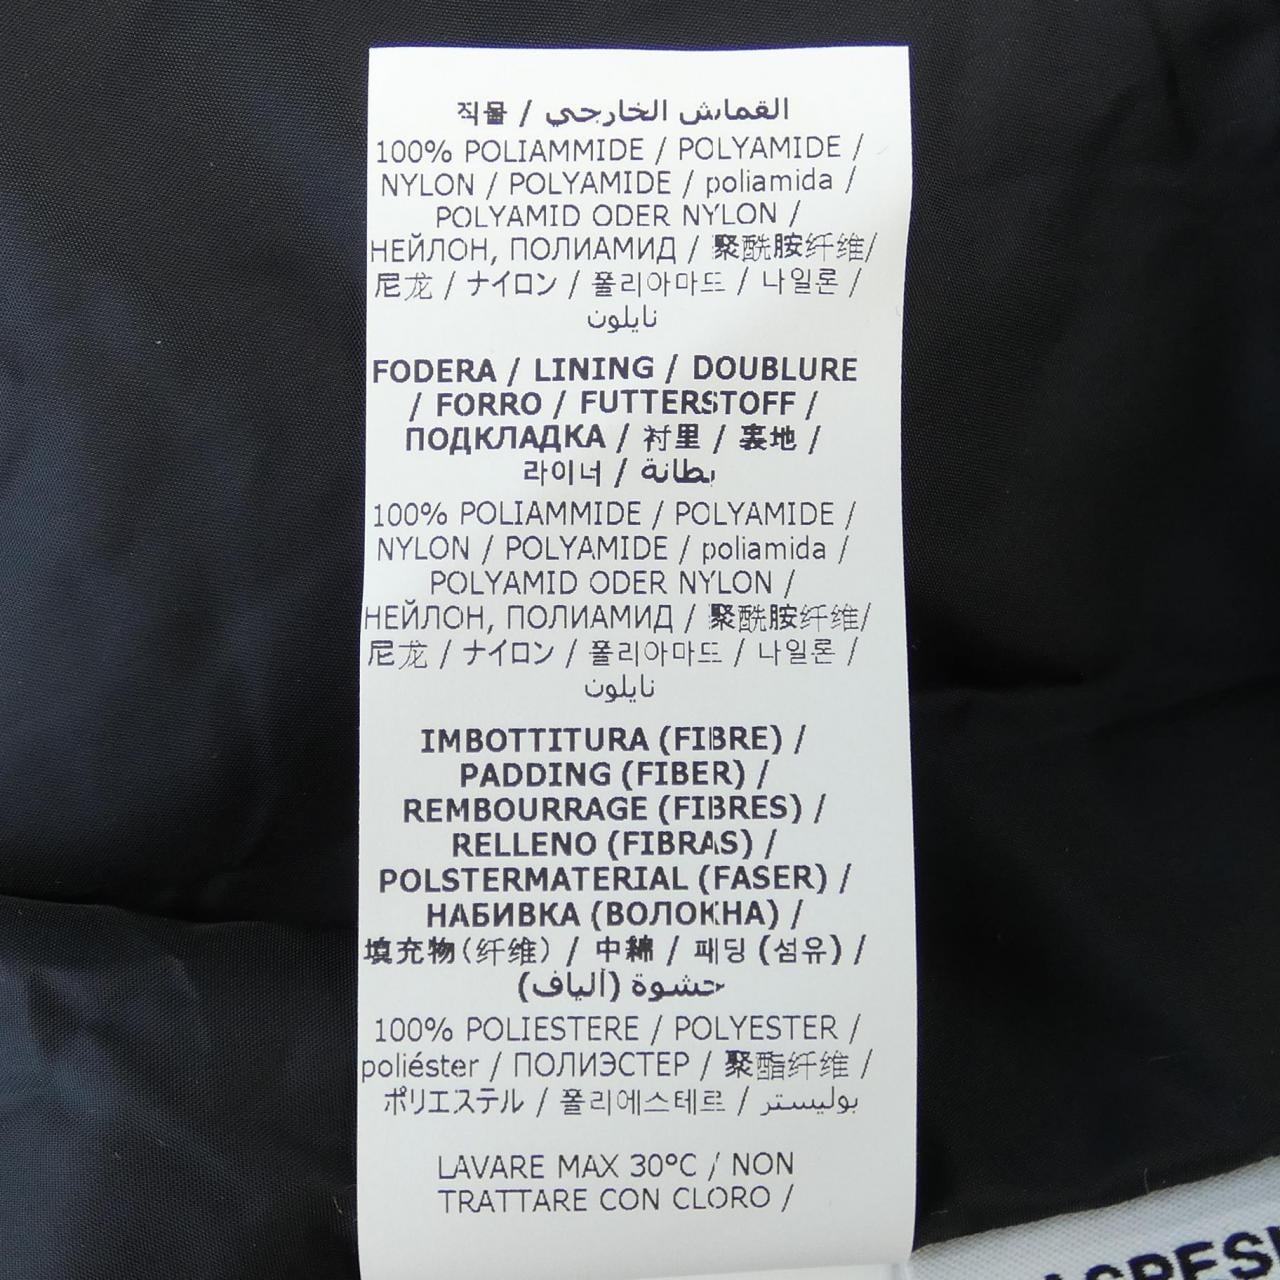 직물 / القماش الخارجي
100% POLIAMMIDE / POLYAMIDE /
NYLON / POLYAMIDE / poliamida /
POLYAMID ODER NYLON /
НЕЙЛОН, ПОЛИАМИД / 聚酰胺纤维/
尼龙 / ナイロン / 폴리아마드 / 나일론 /
نايلون
FODERA / LINING / DOUBLURE
/ FORRO / FUTTERSTOFF /
ПОДКЛАДКА / 衬里 / 裏地 /
라이너 / بطانة
100% POLIAMMIDE / POLYAMIDE /
NYLON / POLYAMIDE / poliamida /
POLYAMID ODER NYLON /
НЕЙЛОН, ПОЛИАМИД / 聚酰胺纤维/
尼龙 / ナイロン / 폴리아마드 / 나일론 /
نايلون
IMBOTTITURA (FIBRE) /
PADDING (FIBER) /
REMBOURRAGE (FIBRES) /
RELLENO (FIBRAS) /
POLSTERMATERIAL (FASER) /
НАБИВКА (ВОЛОКНА) /
填充物(纤维) / 中綿 / 패딩 (섬유) /
حشوة (ألياف)
100% POLIESTERE / POLYESTER /
poliéster / ПОЛИЭСТЕР / 聚酯纤维 /
ポリエステル / 폴리에스테르 / بوليستر
LAVARE MAX 30°C / NON
TRATTARE CON CLORO /